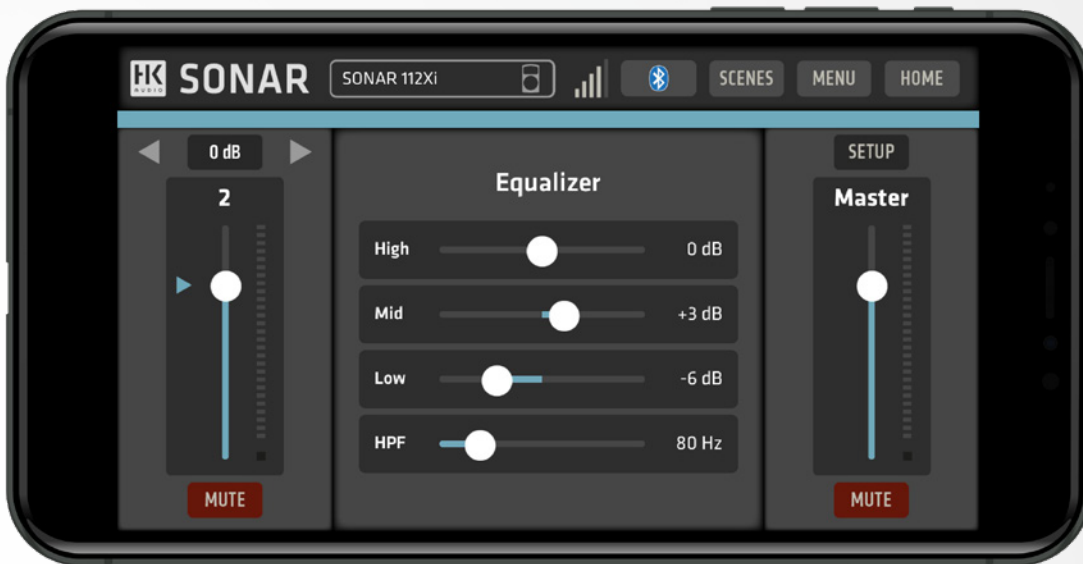 HK AUDIO SONAR SONAR 112Xi SCENES MENU HOME
0 dB
2
MUTE
Equalizer
High 0 dB
Mid +3 dB
Low -6 dB
HPF 80 Hz
SETUP
Master
MUTE